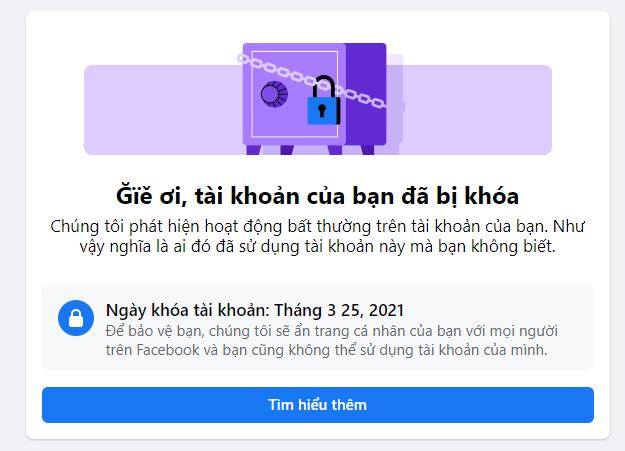 Ğïě ơi, tài khoản của bạn đã bị khóa
Chúng tôi phát hiện hoạt động bất thường trên tài khoản của bạn. Như
vậy nghĩa là ai đó đã sử dụng tài khoản này mà bạn không biết.
Ngày khóa tài khoản: Tháng 3 25, 2021
Để bảo vệ bạn, chúng tôi sẽ ẩn trang cá nhân của bạn với mọi người
trên Facebook và bạn cũng không thể sử dụng tài khoản của mình.
Tìm hiểu thêm